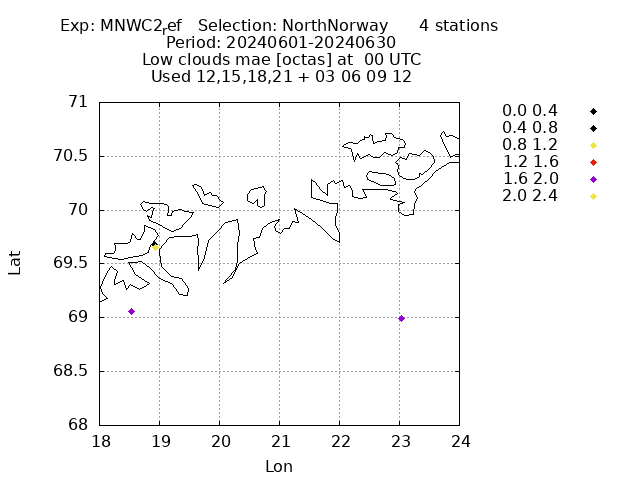 Exp: MNWC2ref   Selection: NorthNorway      4 stations
Period: 20240601-20240630
Low clouds mae [octas] at  00 UTC
Used 12,15,18,21 + 03 06 09 12
71
70.5
70
69.5
69
68.5
68
18 19 20 21 22 23 24
Lat
Lon
0.0 0.4
0.4 0.8
0.8 1.2
1.2 1.6
1.6 2.0
2.0 2.4